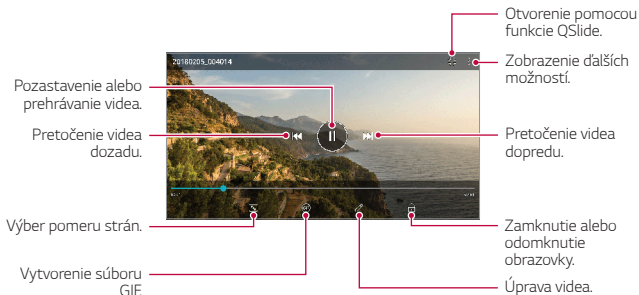 Otvorenie pomocou
funkcie QSlide.
20180205_004014
Zobrazenie ďalších
možností.
Pozastavenie alebo
prehrávanie videa.
Pretočenie videa
dozadu.
Pretočenie videa
dopredu.
Výber pomeru strán.
Zamknutie alebo
odomknutie
obrazovky.
Vytvorenie súboru
GIF.
Úprava videa.